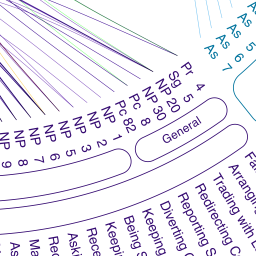 NP 9
NP 8
NP 7
NP 6
NP 5
NP 3
NP 2
NP 1
Pc 82
Pc 8
NP 30
NP 20
Sg 5
Pr 4
As 7
As 6
As 5
General
As
Ma
Rec
Aski
Rece
Keepi
Being S
Keeping
Diverting
Reporting S
Redirecting C
Trading with
Arranging
Fa